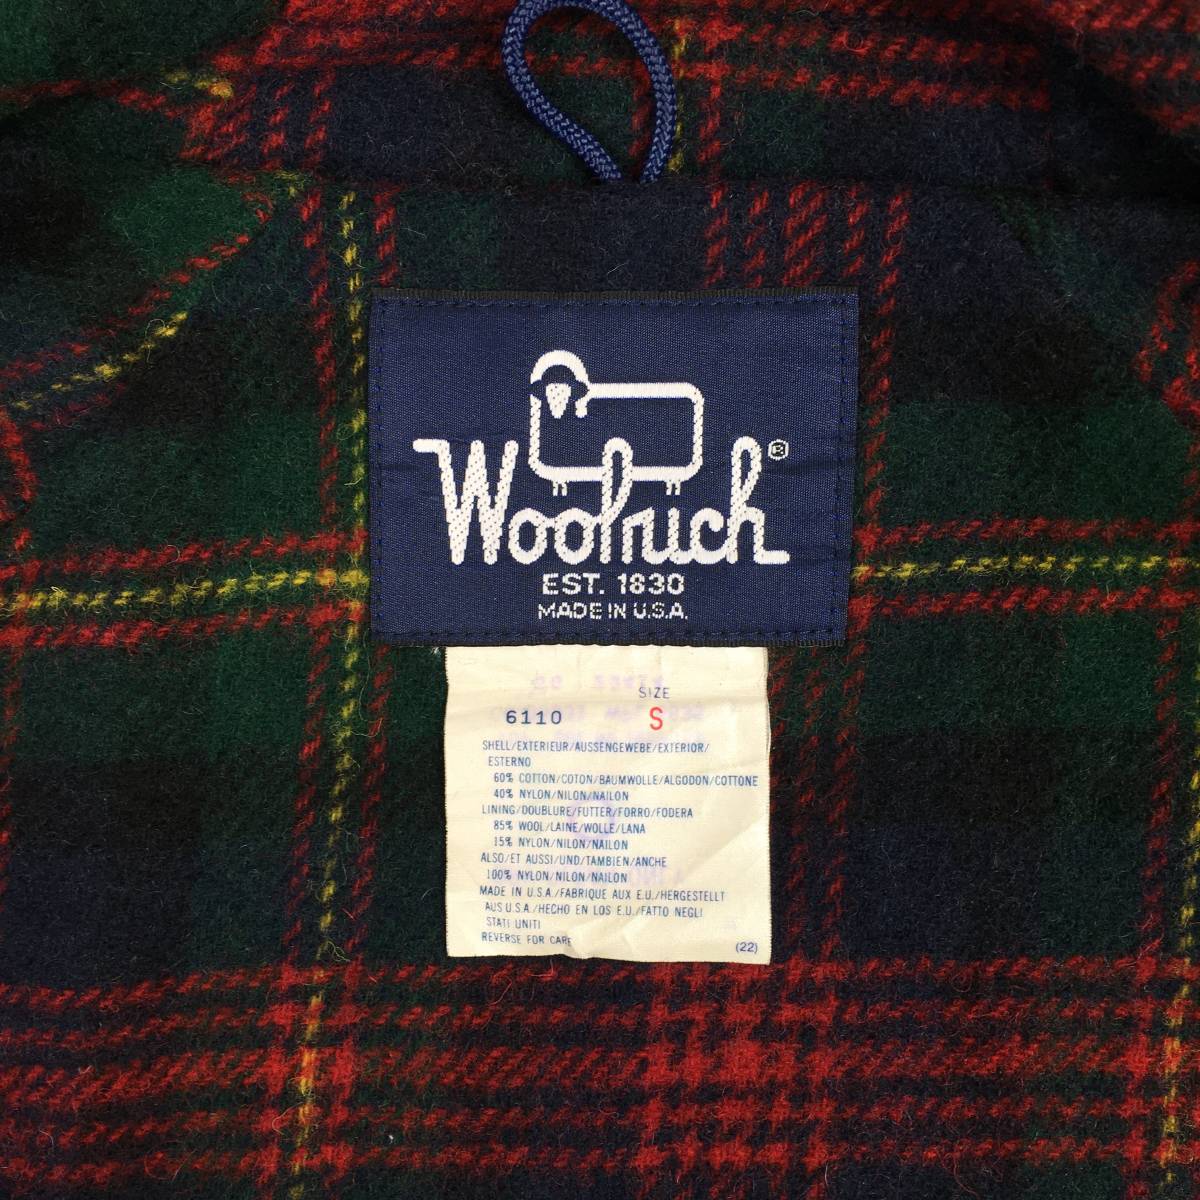 Woolrich®
EST. 1830
MADE IN U.S.A.
SIZE
6110 S
SHELL/EXTERIEUR/AUSSENGEWEBE/EXTERIOR/
ESTERNO
60% COTTON/COTON/BAUMWOLLE/ALGODON/COTTONE
40% NYLON/NILON/NAILON
LINING/DOUBLURE/FUTTER/FORRO/FODERA
85% WOOL/LAINE/WOLLE/LANA
15% NYLON/NILON/NAILON
ALSO/ET AUSSI/UND/TAMBIEN/ANCHE
100% NYLON/NILON/NAILON
MADE IN U.S.A./FABRIQUE AUX E.U./HERGESTELLT
AUS U.S.A./HECHO EN LOS E.U./FATTO NEGLI
STATI UNITI
REVERSE FOR CARE
(22)